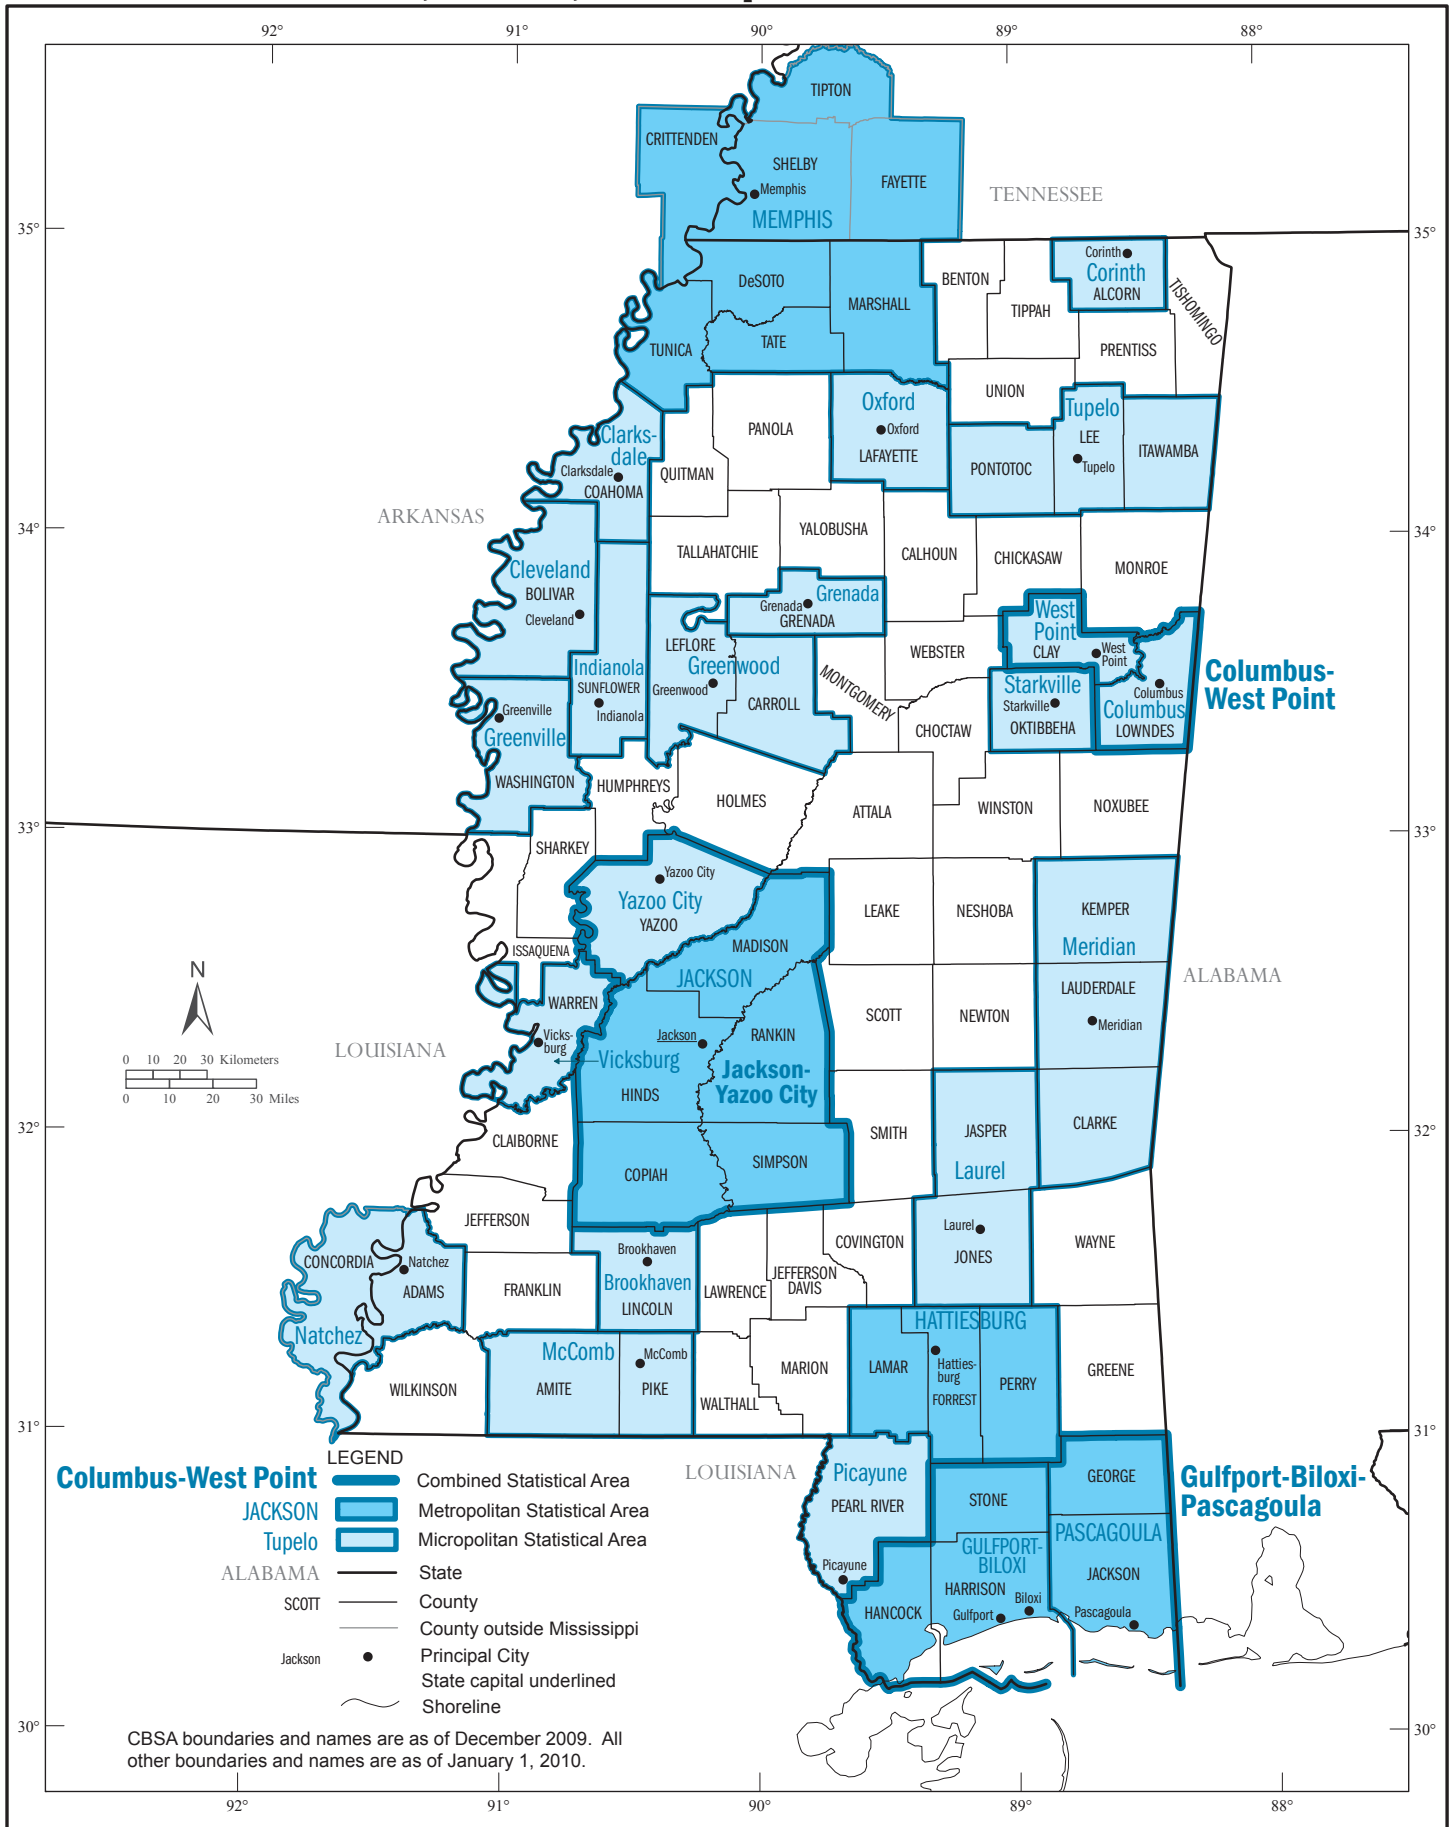 92°
91°
90°
89°
88°
TIPTON
CRITTENDEN
SHELBY
FAYETTE
Memphis
MEMPHIS
TENNESSEE
35°
35°
Corinth
Corinth
ALCORN
BENTON
DeSOTO
MARSHALL
TIPPAH
TISHOMINGO
TATE
TUNICA
PRENTISS
UNION
Oxford
Oxford
LAFAYETTE
Tupelo
LEE
Tupelo
PANOLA
Clarks-
dale
Clarksdale
COAHOMA
QUITMAN
PONTOTOC
ITAWAMBA
ARKANSAS
34°
34°
YALOBUSHA
TALLAHATCHIE
CALHOUN
CHICKASAW
MONROE
Cleveland
BOLIVAR
Cleveland
Grenada
Grenada
GRENADA
West
Point
CLAY
West
Point
LEFLORE
Greenwood
Greenwood
WEBSTER
Indianola
SUNFLOWER
Indianola
CARROLL
MONTGOMERY
Starkville
Starkville
OKTIBBEHA
Columbus
Columbus
LOWNDES
Columbus-
West Point
Greenville
Greenville
WASHINGTON
CHOCTAW
HUMPHREYS
HOLMES
ATTALA
WINSTON
NOXUBEE
33°
33°
SHARKEY
Yazoo City
Yazoo City
YAZOO
LEAKE
NESHOBA
KEMPER
Meridian
ISSAQUENA
MADISON
JACKSON
N
ALABAMA
LAUDERDALE
Meridian
WARREN
SCOTT
NEWTON
Vicks-
burg
Vicksburg
Jackson
RANKIN
LOUISIANA
0 10 20 30 Kilometers
0 10 20 30 Miles
Jackson-
Yazoo City
HINDS
32°
32°
CLAIBORNE
SMITH
JASPER
CLARKE
COPIAH
SIMPSON
Laurel
JEFFERSON
Laurel
JONES
COVINGTON
WAYNE
CONCORDIA
Natchez
ADAMS
Natchez
FRANKLIN
Brookhaven
Brookhaven
LINCOLN
LAWRENCE
JEFFERSON
DAVIS
HATTIESBURG
McComb
McComb
AMITE
PIKE
WILKINSON
WALTHALL
MARION
LAMAR
Hatties-
burg
FORREST
PERRY
GREENE
31°
31°
LOUISIANA
Picayune
PEARL RIVER
Picayune
STONE
GEORGE
Gulfport-Biloxi-
Pascagoula
GULFPORT-
BILOXI
HARRISON
Gulfport
Biloxi
PASCAGOULA
JACKSON
Pascagoula
HANCOCK
LEGEND
Columbus-West Point Combined Statistical Area
JACKSON Metropolitan Statistical Area
Tupelo Micropolitan Statistical Area
ALABAMA State
SCOTT County
County outside Mississippi
Jackson Principal City
State capital underlined
Shoreline
30°
30°
CBSA boundaries and names are as of December 2009. All
other boundaries and names are as of January 1, 2010.
92°
91°
90°
89°
88°